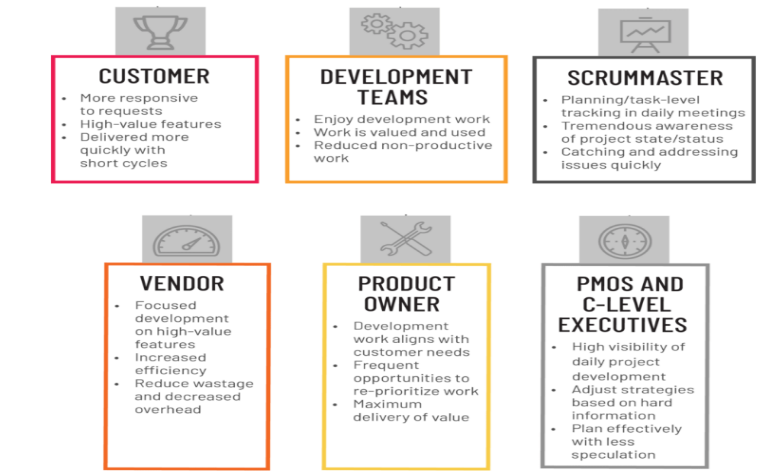 CUSTOMER
• More responsive
to requests
• High-value features
• Delivered more
quickly with
short cycles
DEVELOPMENT
TEAMS
• Enjoy development work
• Work is valued and used
• Reduced non-productive
work
SCRUMMASTER
• Planning/task-level
tracking in daily meetings
• Tremendous awareness
of project state/status
• Catching and addressing
issues quickly
VENDOR
• Focused
development
on high-value
features
• Increased
efficiency
• Reduce wastage
and decreased
overhead
PRODUCT
OWNER
• Development
work aligns with
customer needs
• Frequent
opportunities to
re-prioritize work
• Maximum
delivery of value
PMOS AND
C-LEVEL
EXECUTIVES
• High visibility of
daily project
development
• Adjust strategies
based on hard
information
• Plan effectively
with less
speculation